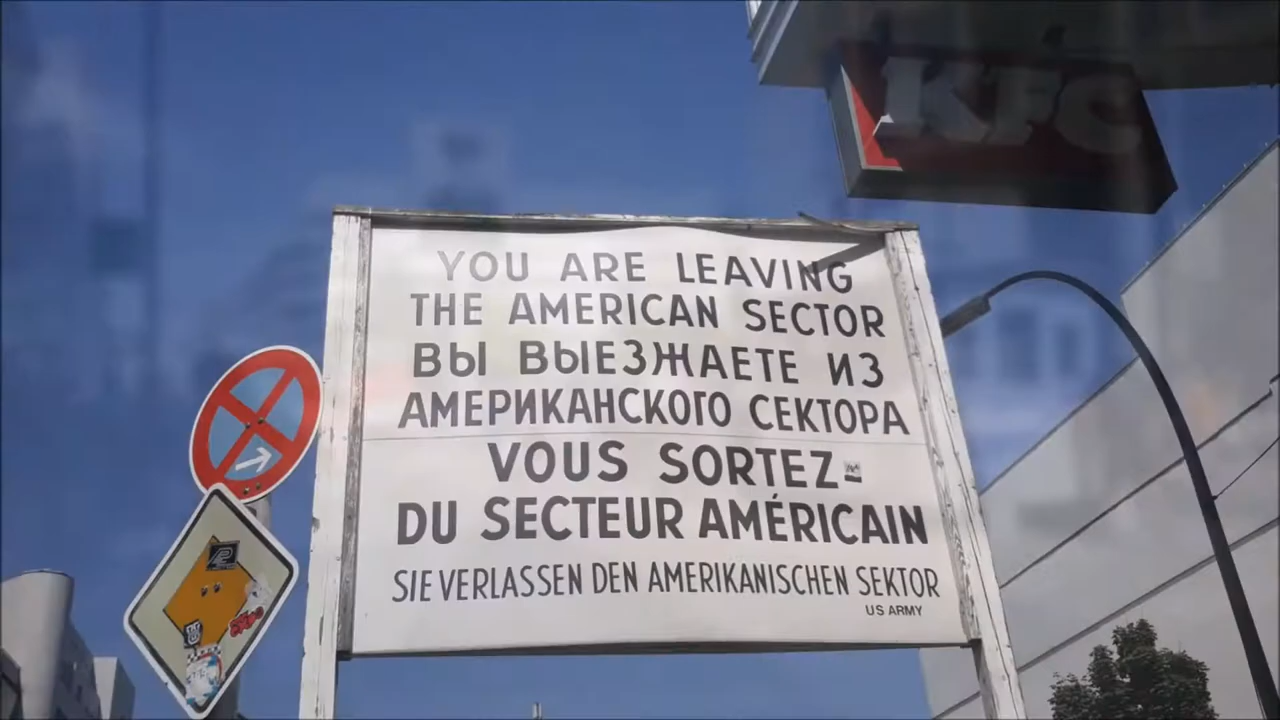 KFC
YOU ARE LEAVING
THE AMERICAN SECTOR
ВЫ ВЫЕЗЖАЕТЕ ИЗ
АМЕРИКАНСКОГО СЕКТОРА
VOUS SORTEZ
DU SECTEUR AMÉRICAIN
SIE VERLASSEN DEN AMERIKANISCHEN SEKTOR
US ARMY